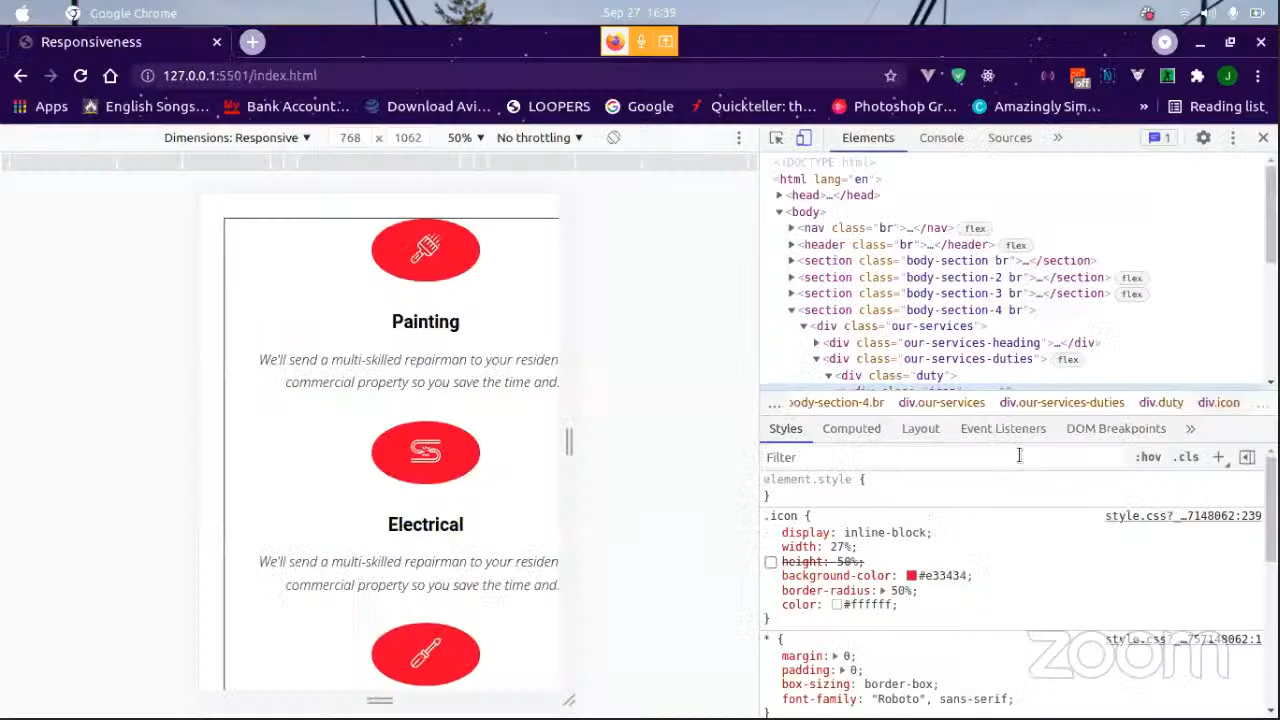 Google Chrome
Sep 27 16:39
Responsiveness
127.0.0.1:5501/index.html
Apps
English Songs...
Bank Account:...
Download Avi...
LOOPERS
Google
Quickteller: th...
Photoshop Gr...
Amazingly Sim...
»
Reading list
Dimensions: Responsive ▼ 768 × 1062 50% ▼ No throttling ▼
Elements
Console
Sources
»
1
Painting
We'll send a multi-skilled repairman to your residen
commercial property so you save the time and.
Electrical
We'll send a multi-skilled repairman to your residen
commercial property so you save the time and.
<!DOCTYPE html>
<html lang="en">
▶<head>…</head>
▼<body>
▶<nav class="br">…</nav> flex
▶<header class="br">…</header> flex
▶<section class="body-section br">…</section>
▶<section class="body-section-2 br">…</section> flex
▶<section class="body-section-3 br">…</section> flex
▼<section class="body-section-4 br">
▼<div class="our-services">
▶<div class="our-services-heading">…</div>
▼<div class="our-services-duties"> flex
▼<div class="duty">
... body-section-4.br div.our-services div.our-services-duties div.duty div.icon ...
Styles
Computed
Layout
Event Listeners
DOM Breakpoints
»
Filter
:hov .cls +
element.style {
}
.icon {
style.css?_…7148062:239
display: inline-block;
width: 27%;
height: 50%;
background-color: #e33434;
border-radius:▶ 50%;
color: #ffffff;
}
* {
style.css?_…757148062:1
margin:▶ 0;
padding:▶ 0;
box-sizing: border-box;
font-family: "Roboto", sans-serif;
}
zoom